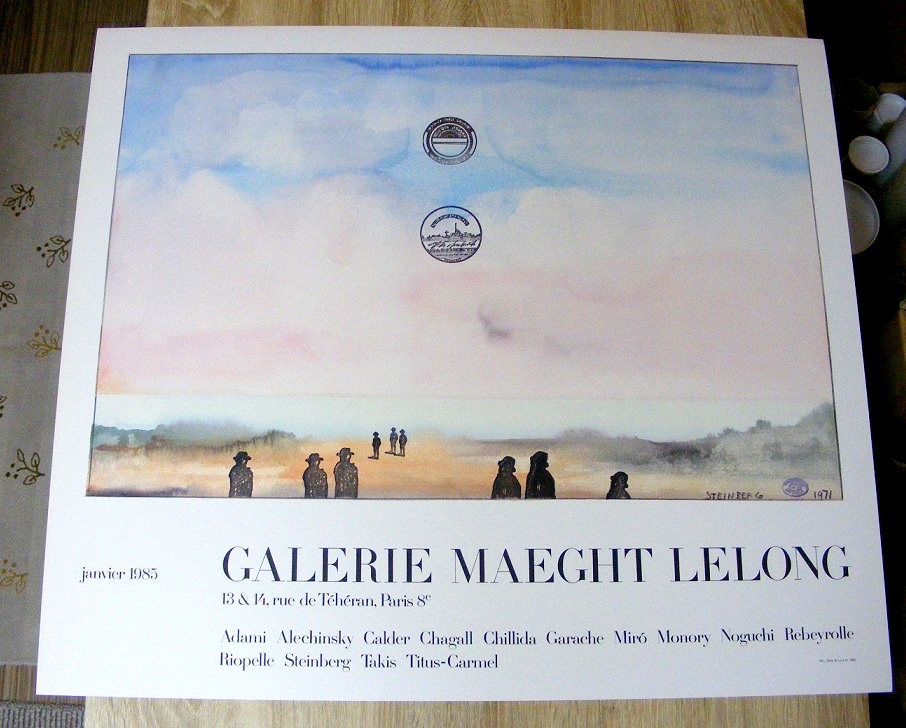 STEINBERG 1971
janvier 1985
GALERIE MAEGHT LELONG
13 & 14, rue de Téhéran, Paris 8e
Adami Alechinsky Calder Chagall Chillida Garache Miró Monory Noguchi Rebeyrolle
Riopelle Steinberg Takis Titus-Carmel